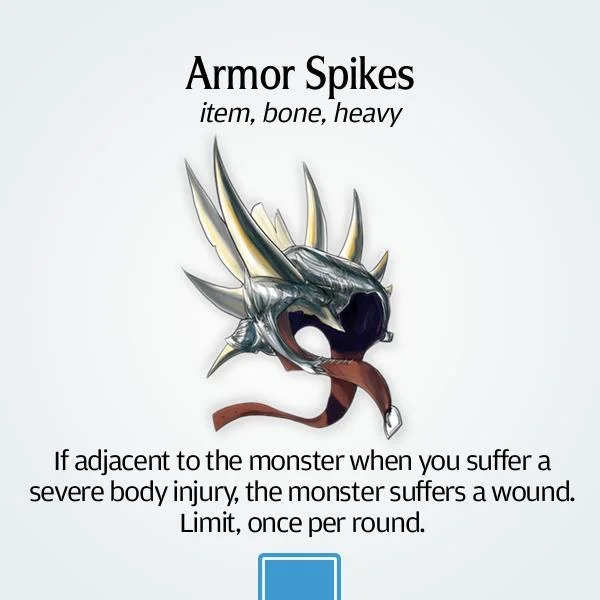 Armor Spikes
item, bone, heavy
If adjacent to the monster when you suffer a
severe body injury, the monster suffers a wound.
Limit, once per round.